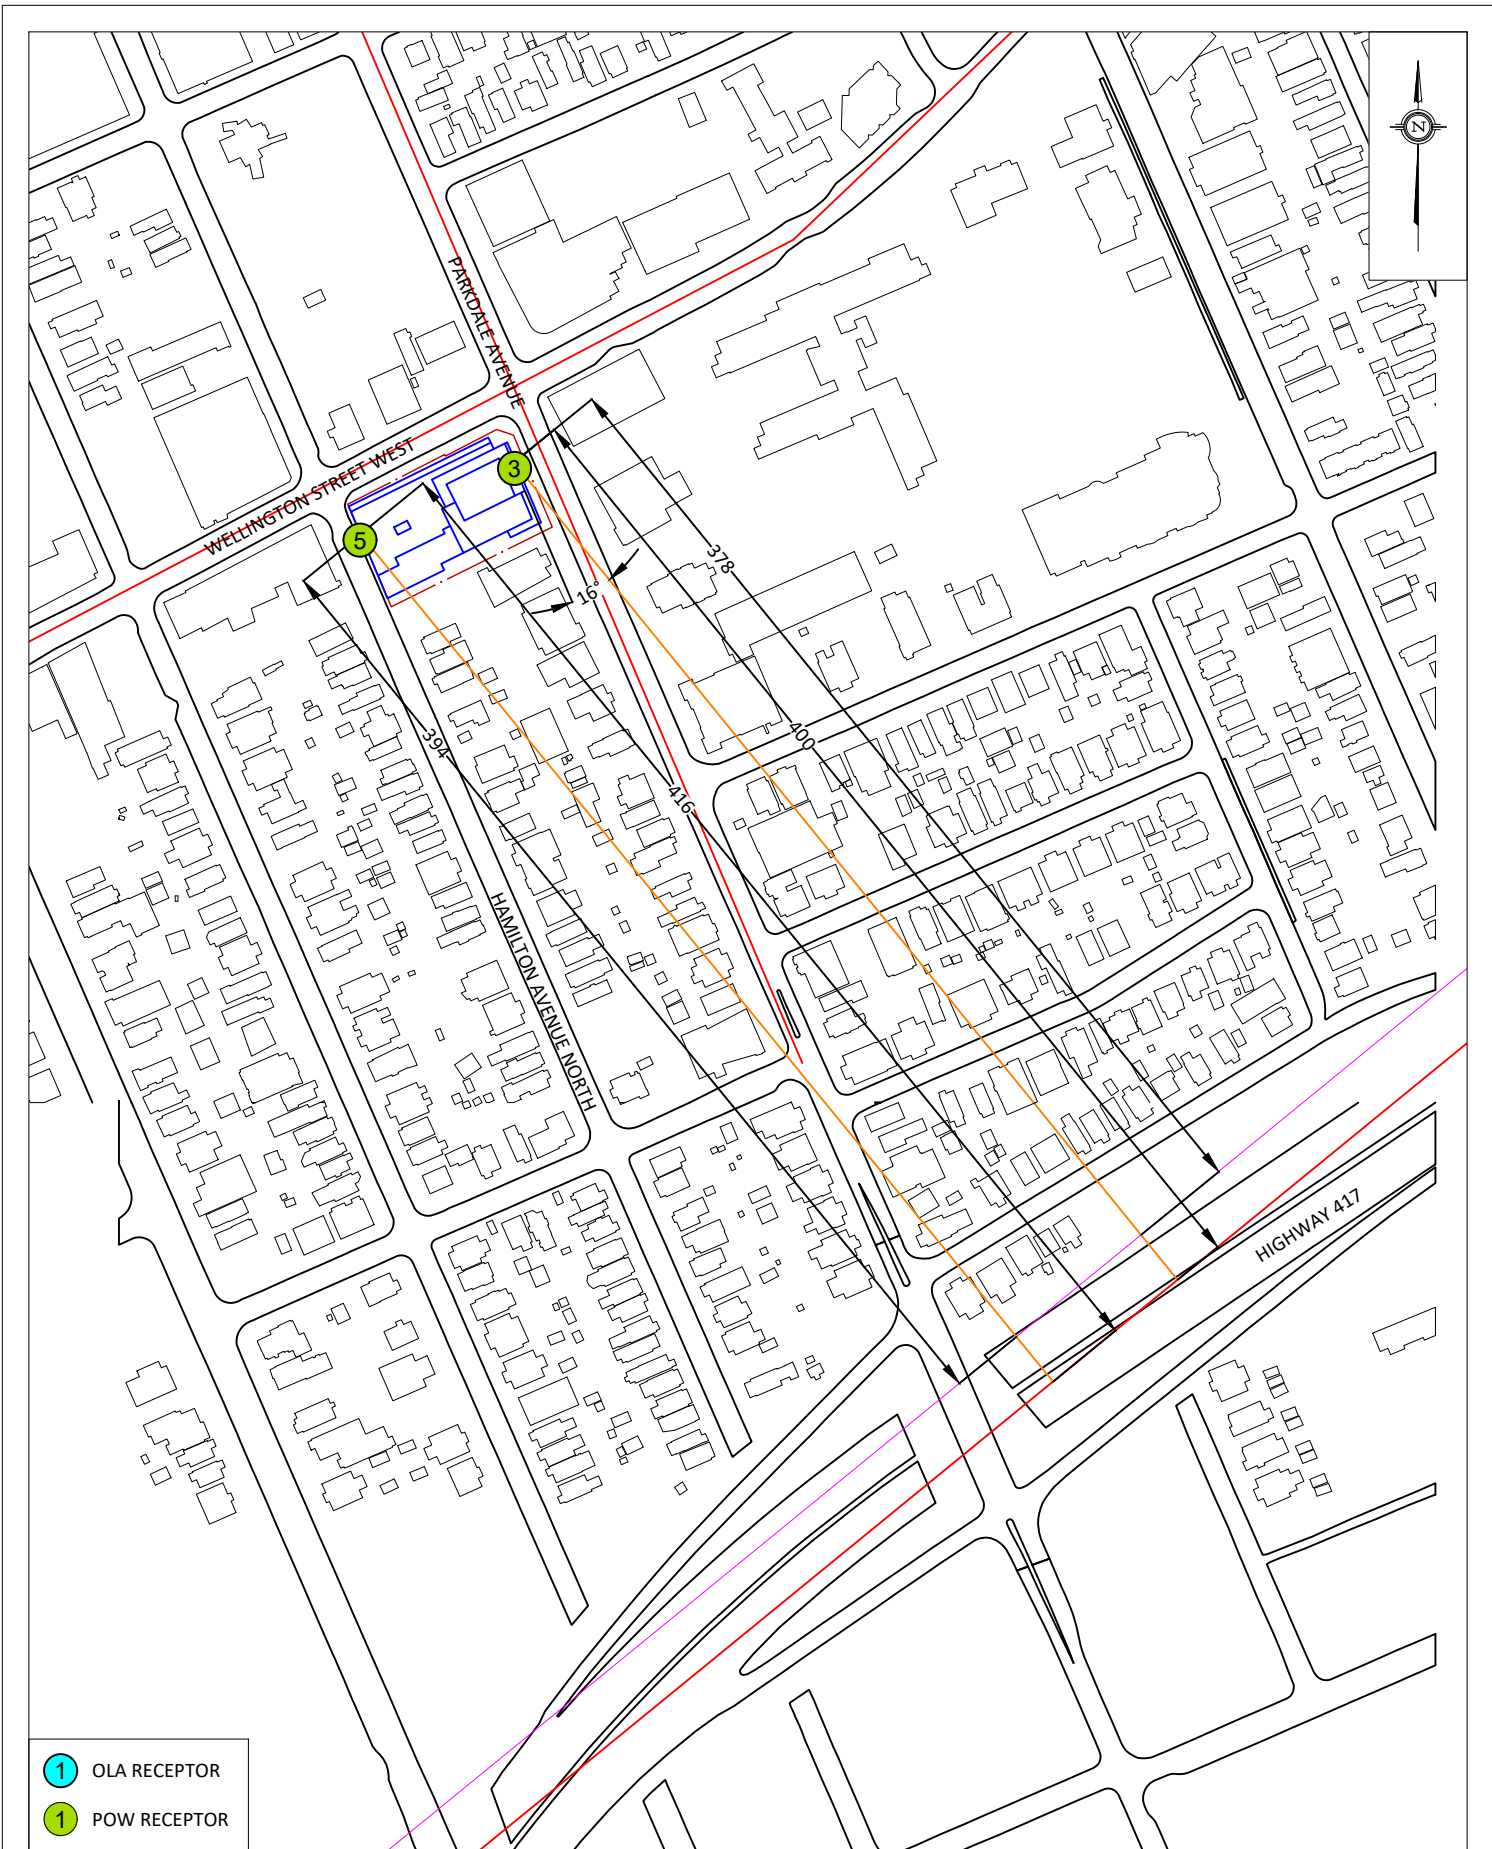 N
PARKDALE AVENUE
WELLINGTON STREET WEST
3
5
378
16°
400
394
416
HAMILTON AVENUE NORTH
HIGHWAY 417
1 OLA RECEPTOR
1 POW RECEPTOR